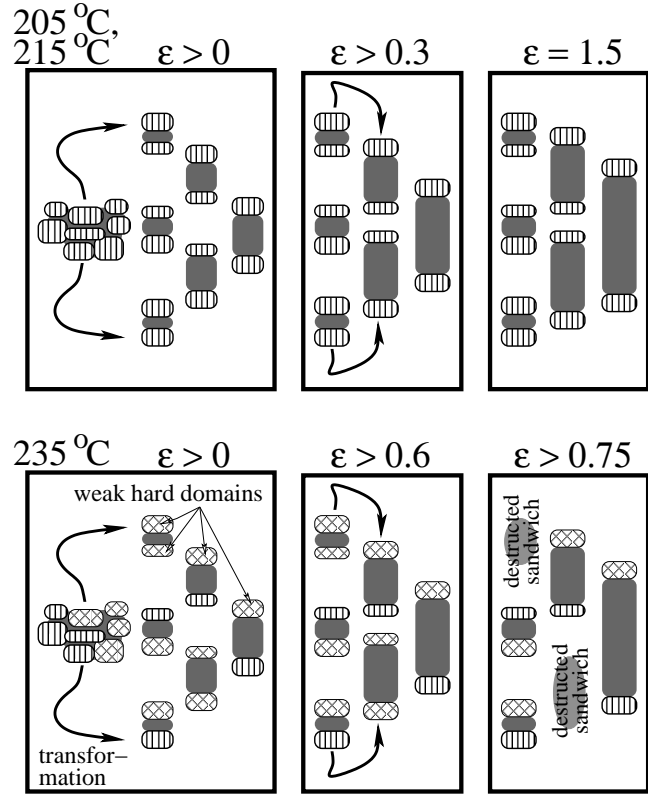 205 °C,
215 °C ε > 0 ε > 0.3 ε = 1.5
235 °C ε > 0 ε > 0.6 ε > 0.75
weak hard domains
destructed
sandwich
destructed
sandwich
transfor–
mation